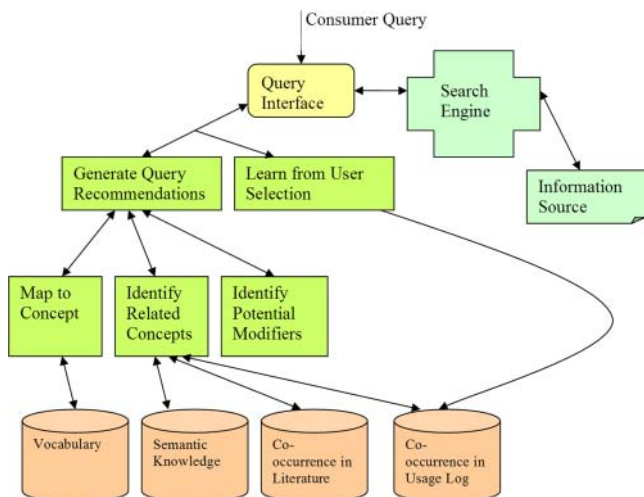 Consumer Query
Query
Interface
Search
Engine
Generate Query
Recommendations
Learn from User
Selection
Information
Source
Map to
Concept
Identify
Related
Concepts
Identify
Potential
Modifiers
Vocabulary
Semantic
Knowledge
Co-
occurrence in
Literature
Co-
occurrence in
Usage Log